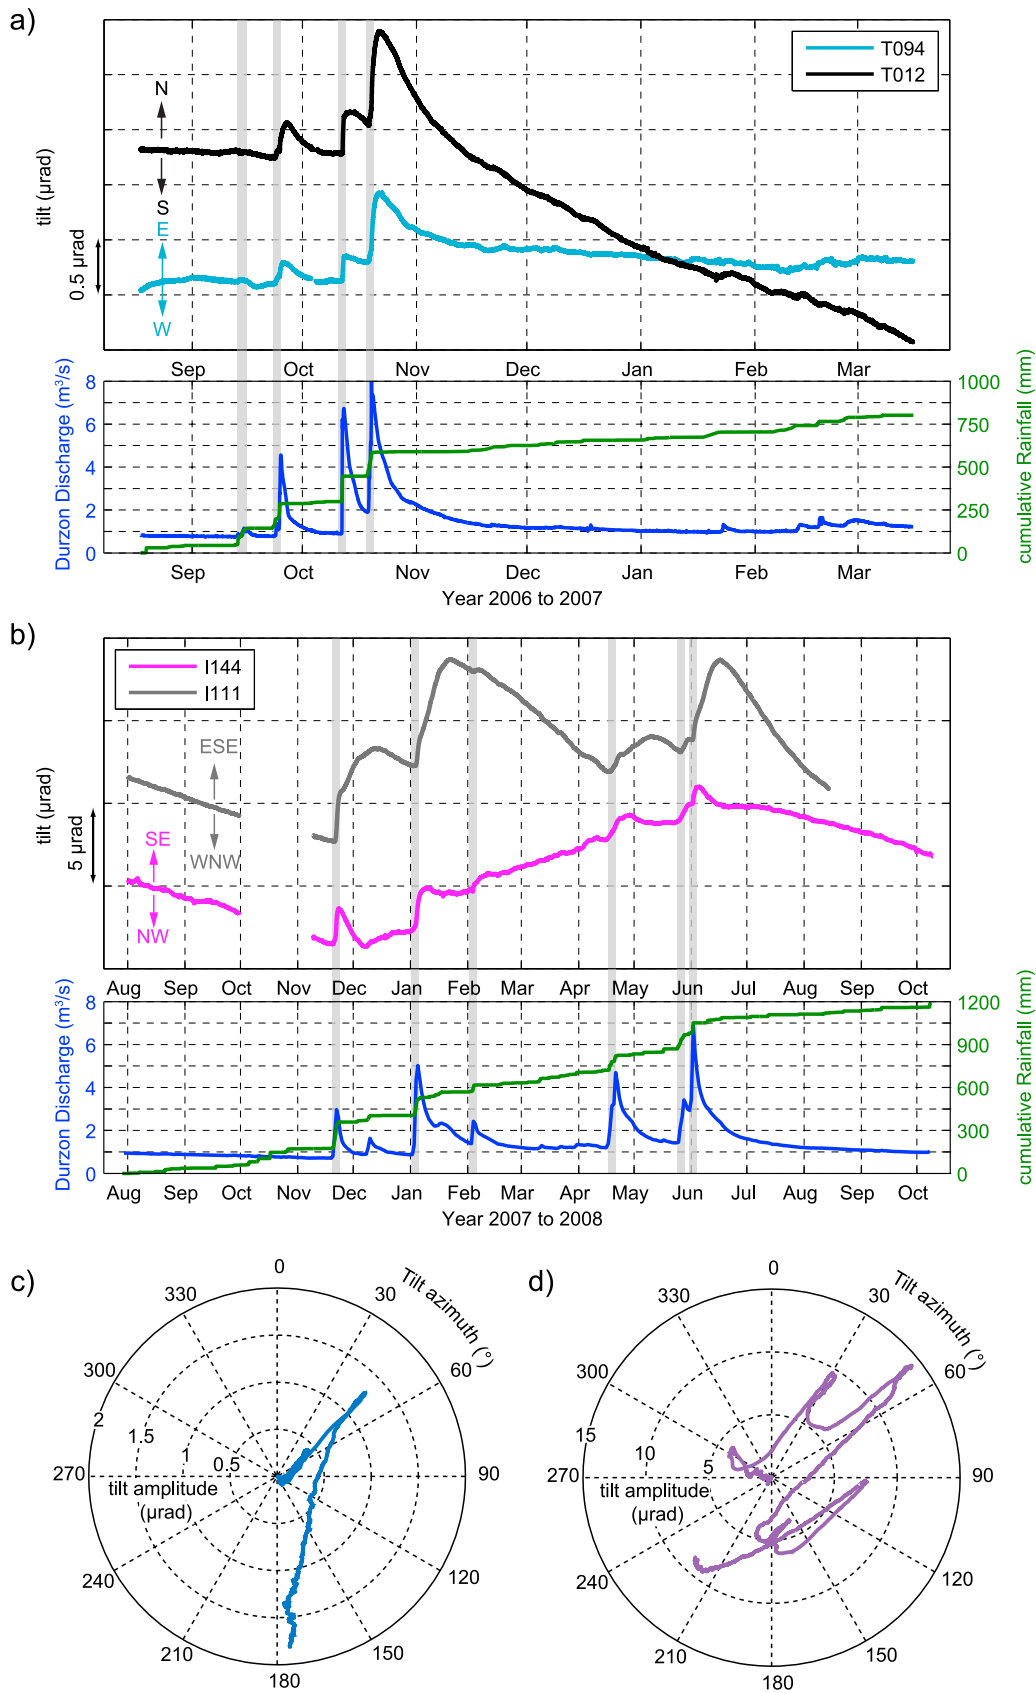 a)
T094
T012
N
S
E
W
tilt (μrad)
0.5 μrad
Sep Oct Nov Dec Jan Feb Mar
Durzon Discharge (m³/s)
8
6
4
2
0
cumulative Rainfall (mm)
1000
750
500
250
0
Sep Oct Nov Dec Jan Feb Mar
Year 2006 to 2007
b)
I144
I111
ESE
WNW
SE
NW
tilt (μrad)
5 μrad
Aug Sep Oct Nov Dec Jan Feb Mar Apr May Jun Jul Aug Sep Oct
Durzon Discharge (m³/s)
8
6
4
2
0
cumulative Rainfall (mm)
1200
900
600
300
0
Aug Sep Oct Nov Dec Jan Feb Mar Apr May Jun Jul Aug Sep Oct
Year 2007 to 2008
c)
0
30
60
90
120
150
180
210
240
270
300
330
Tilt azimuth (°)
2
1.5
1
0.5
tilt amplitude
(μrad)
d)
0
30
60
90
120
150
180
210
240
270
300
330
Tilt azimuth (°)
15
10
5
tilt amplitude
(μrad)